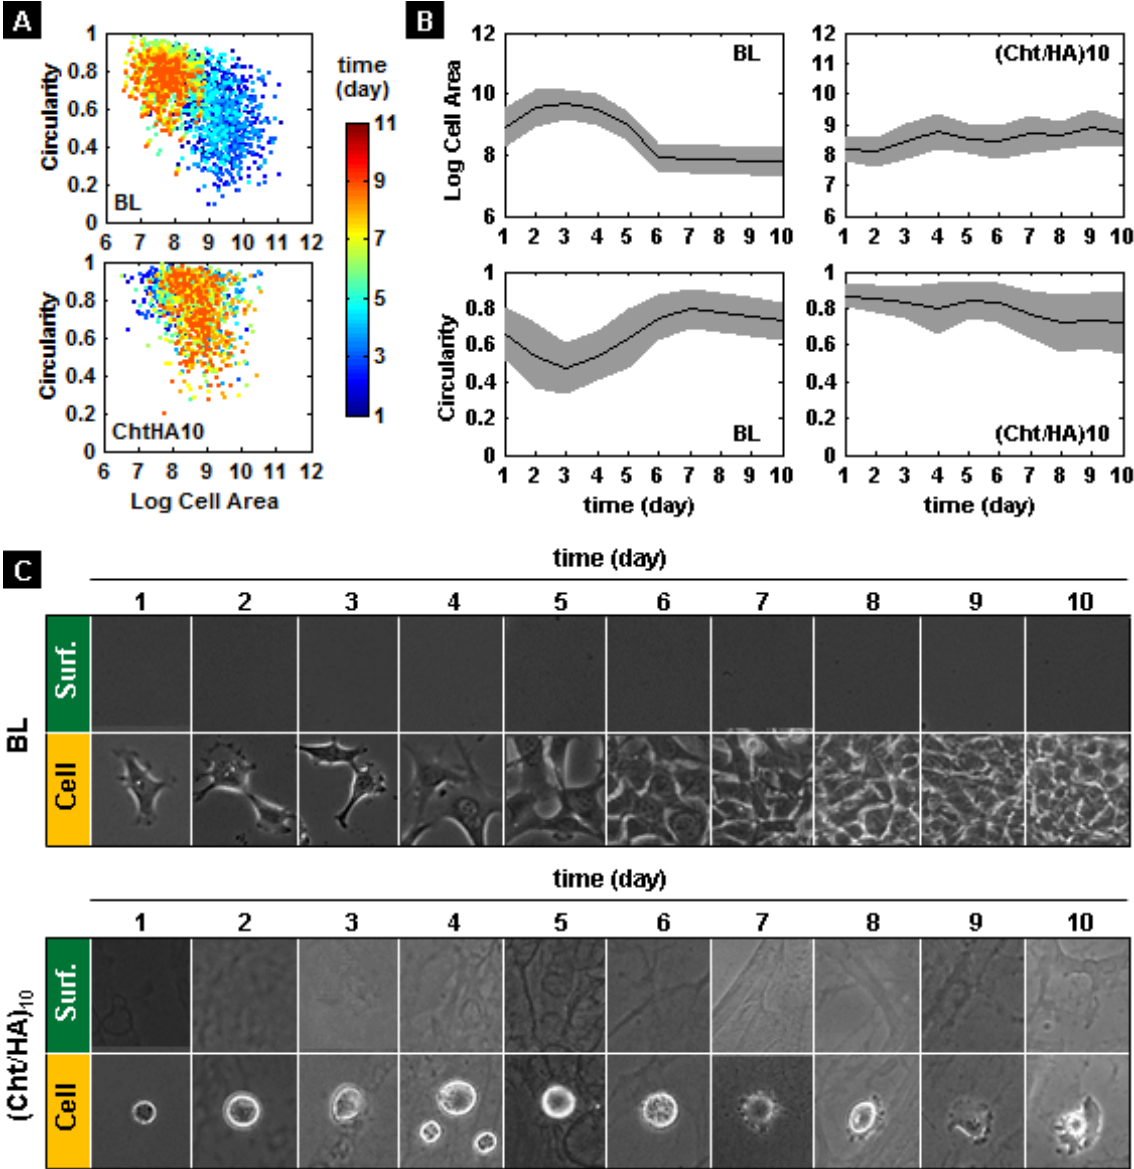 A
Circularity
1
0.8
0.6
0.4
0.2
0
BL
6 7 8 9 10 11 12
Circularity
1
0.8
0.6
0.4
0.2
0
ChtHA10
6 7 8 9 10 11 12
Log Cell Area
time
(day)
11
9
7
5
3
1
B
Log Cell Area
12
10
8
6
BL
1 2 3 4 5 6 7 8 9 10
12
11
10
9
8
7
6
(Cht/HA)10
1 2 3 4 5 6 7 8 9 10
Circularity
1
0.8
0.6
0.4
0.2
0
BL
1 2 3 4 5 6 7 8 9 10
time (day)
1
0.8
0.6
0.4
0.2
0
(Cht/HA)10
1 2 3 4 5 6 7 8 9 10
time (day)
C
time (day)
1 2 3 4 5 6 7 8 9 10
BL
Surf.
Cell
time (day)
1 2 3 4 5 6 7 8 9 10
(Cht/HA)10
Surf.
Cell